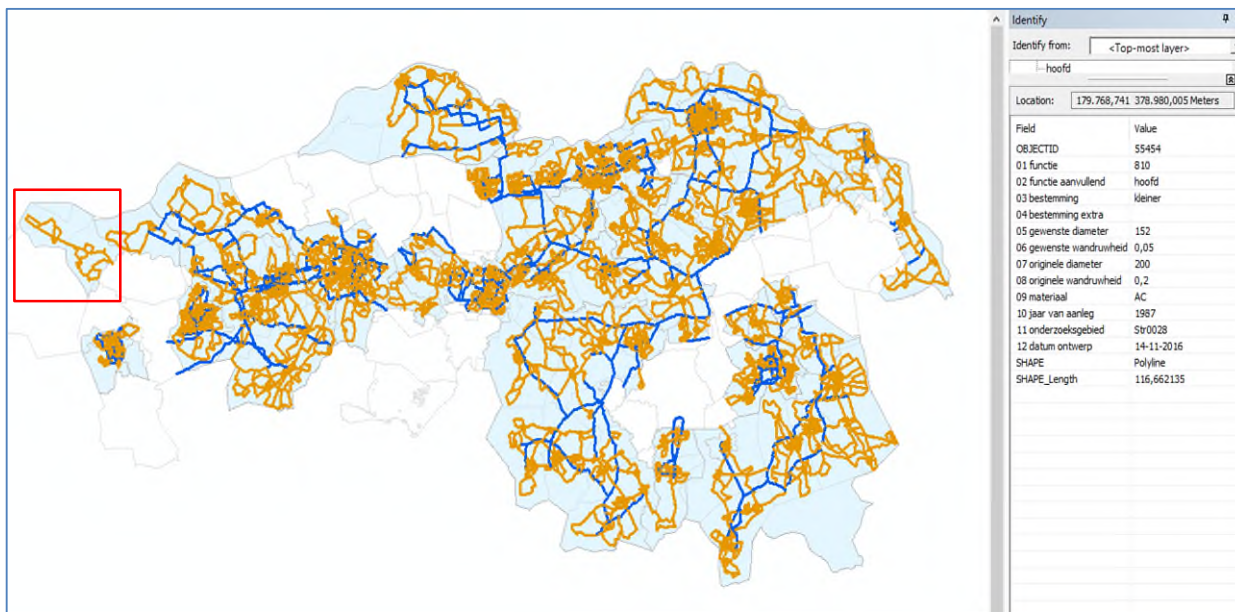 Identify
Identify from: <Top-most layer>
hoofd
Location: 179.768,741 378.980,005 Meters
Field Value
OBJECTID 55454
01 functie 810
02 functie aanvullend hoofd
03 bestemming kleiner
04 bestemming extra
05 gewenste diameter 152
06 gewenste wandruwheid 0,05
07 originele diameter 200
08 originele wandruwheid 0,2
09 materiaal AC
10 jaar van aanleg 1987
11 onderzoeksgebied Str0028
12 datum ontwerp 14-11-2016
SHAPE Polyline
SHAPE_Length 116,662135